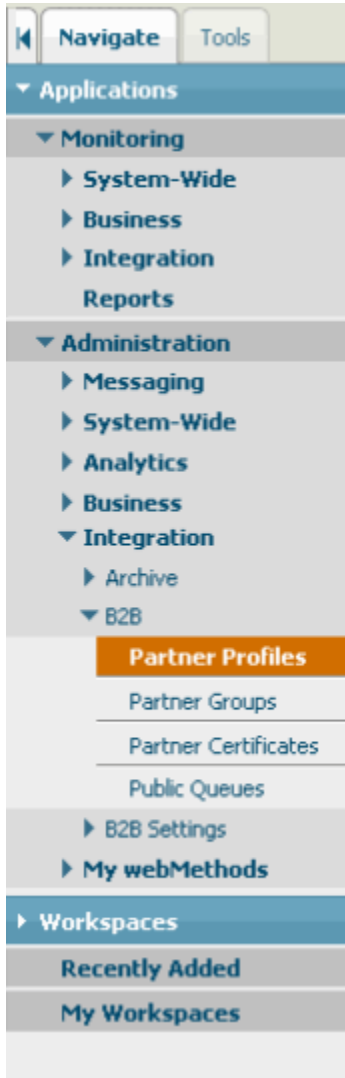 Navigate Tools
Applications
Monitoring
System-Wide
Business
Integration
Reports
Administration
Messaging
System-Wide
Analytics
Business
Integration
Archive
B2B
Partner Profiles
Partner Groups
Partner Certificates
Public Queues
B2B Settings
My webMethods
Workspaces
Recently Added
My Workspaces